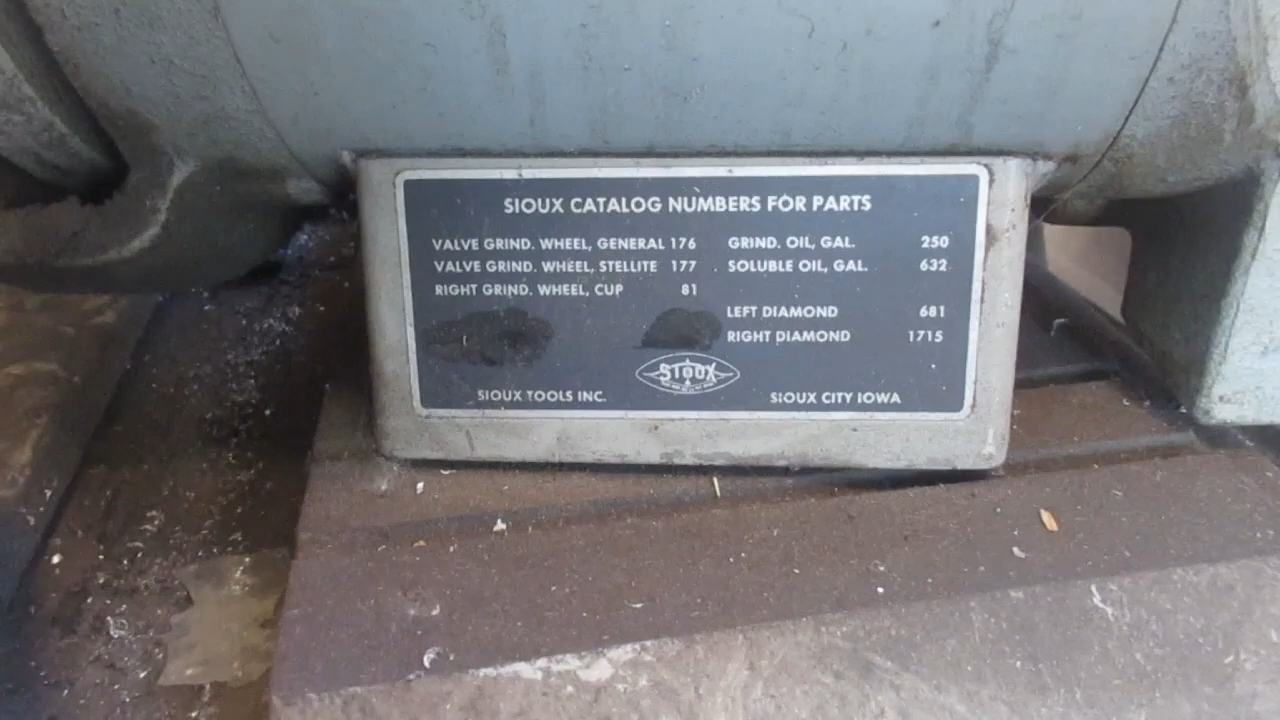 SIOUX CATALOG NUMBERS FOR PARTS
VALVE GRIND. WHEEL, GENERAL 176
VALVE GRIND. WHEEL, STELLITE 177
RIGHT GRIND. WHEEL, CUP 81
GRIND. OIL, GAL. 250
SOLUBLE OIL, GAL. 632
LEFT DIAMOND 681
RIGHT DIAMOND 1715
SIOUX
SIOUX TOOLS INC. SIOUX CITY IOWA